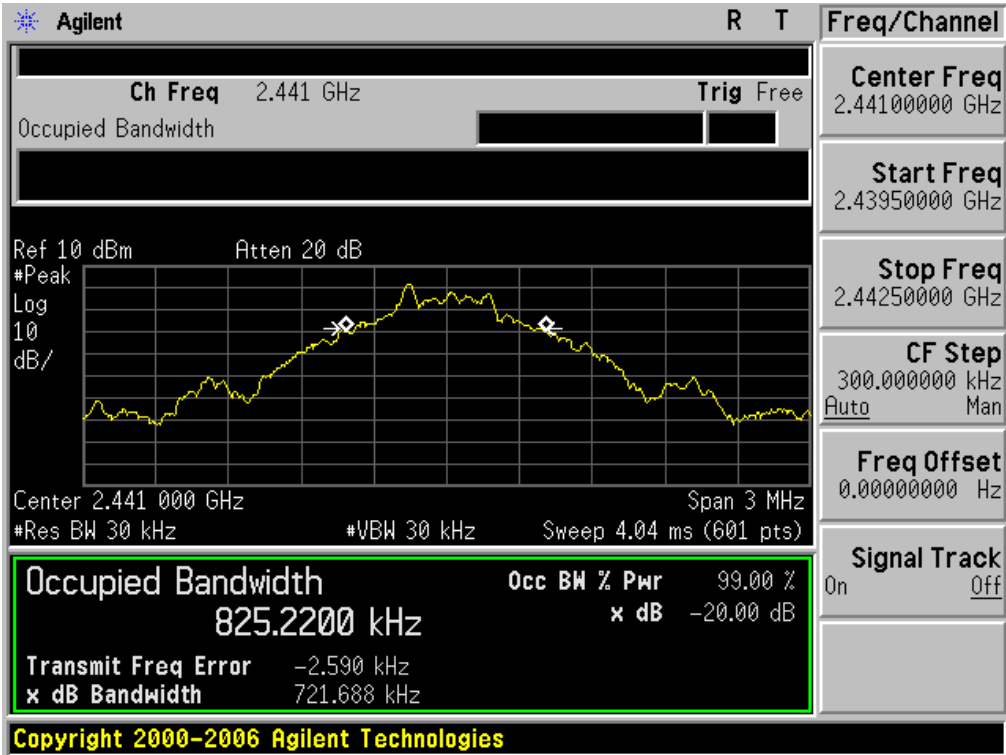 Agilent R T
Freq/Channel
Ch Freq 2.441 GHz Trig Free
Occupied Bandwidth
Center Freq
2.44100000 GHz
Start Freq
2.43950000 GHz
Stop Freq
2.44250000 GHz
CF Step
300.000000 kHz
Auto Man
Freq Offset
0.00000000 Hz
Signal Track
On Off
Ref 10 dBm Atten 20 dB
#Peak
Log
10
dB/
Center 2.441 000 GHz Span 3 MHz
#Res BW 30 kHz #VBW 30 kHz Sweep 4.04 ms (601 pts)
Occupied Bandwidth
825.2200 kHz
Occ BW % Pwr 99.00 %
x dB -20.00 dB
Transmit Freq Error -2.590 kHz
x dB Bandwidth 721.688 kHz
Copyright 2000-2006 Agilent Technologies